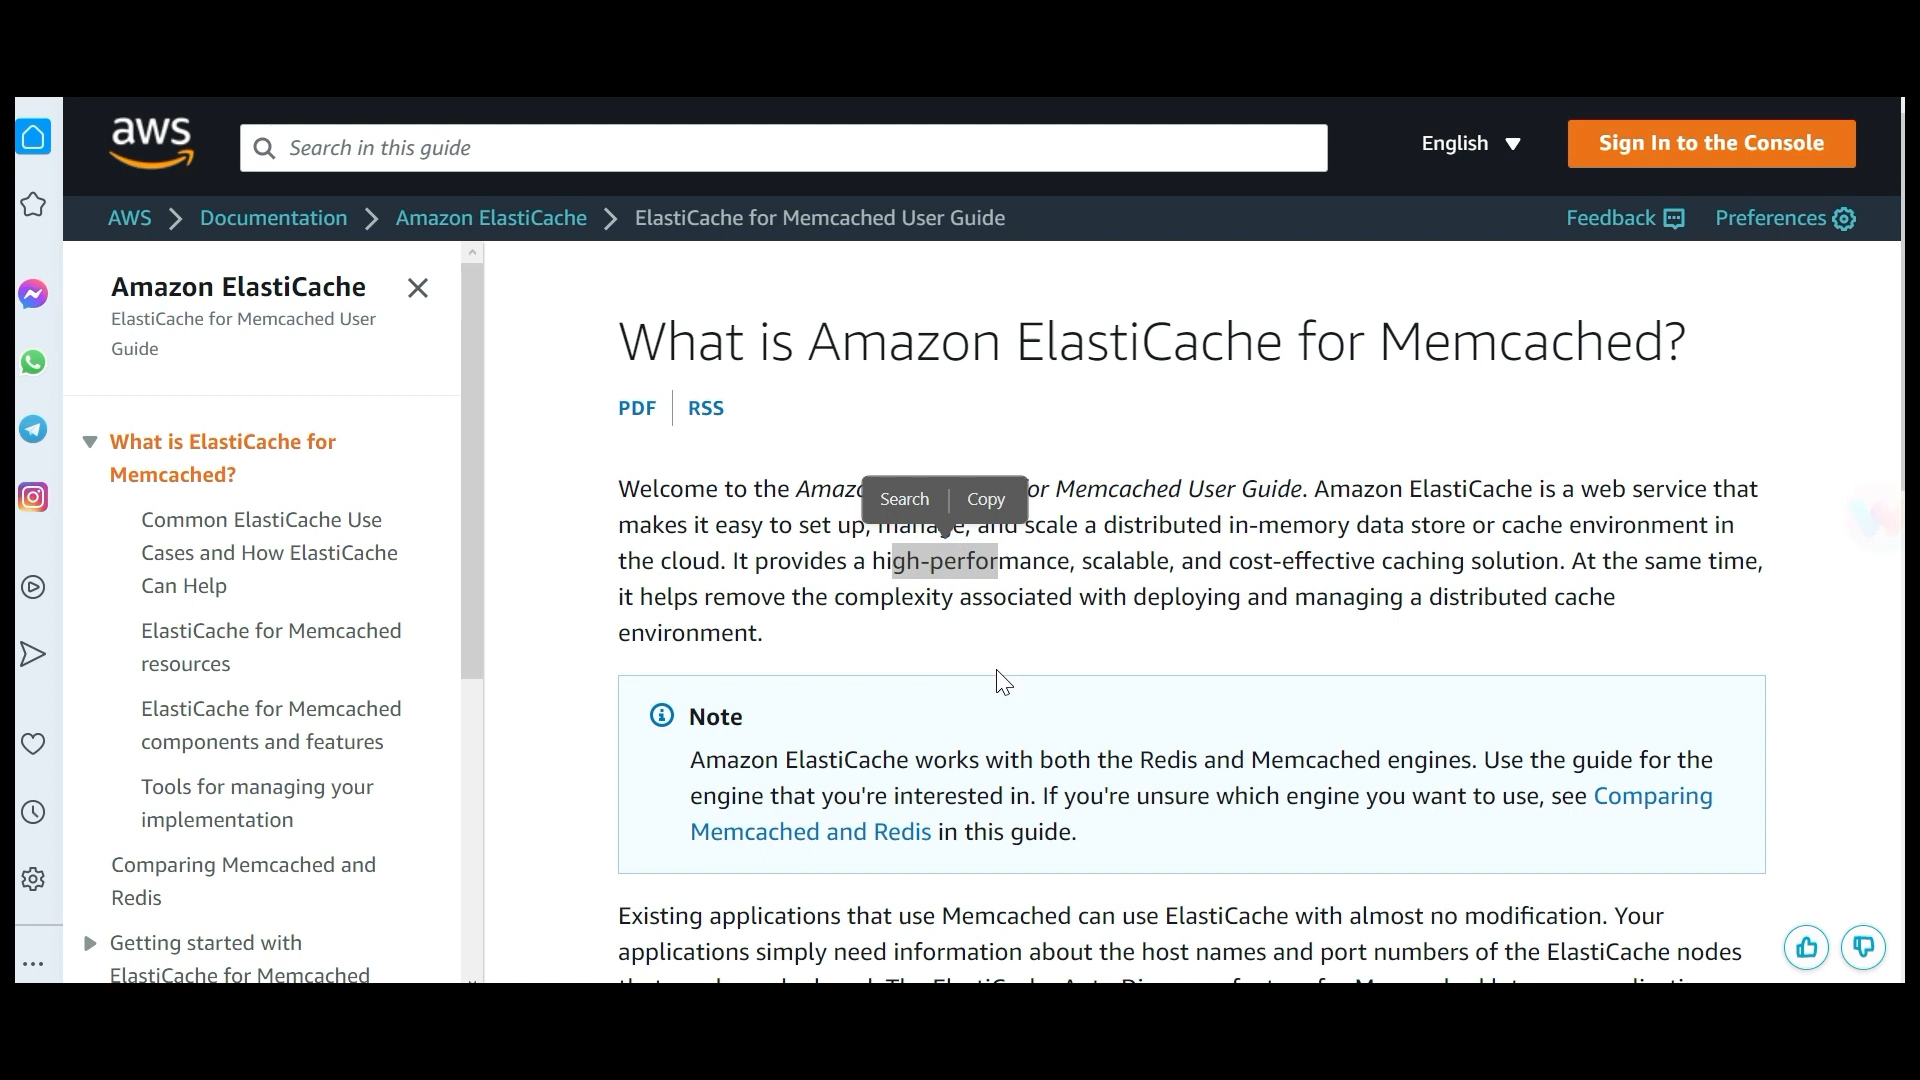 aws
Search in this guide
English
Sign In to the Console
AWS
Documentation
Amazon ElastiCache
ElastiCache for Memcached User Guide
Feedback
Preferences
Amazon ElastiCache
ElastiCache for Memcached User
Guide
What is ElastiCache for
Memcached?
Common ElastiCache Use
Cases and How ElastiCache
Can Help
ElastiCache for Memcached
resources
ElastiCache for Memcached
components and features
Tools for managing your
implementation
Comparing Memcached and
Redis
Getting started with
ElastiCache for Memcached
What is Amazon ElastiCache for Memcached?
PDF
RSS
Search
Copy
Welcome to the or Memcached User Guide. Amazon ElastiCache is a web service that
makes it easy to set up, manage, and scale a distributed in-memory data store or cache environment in
the cloud. It provides a high-performance, scalable, and cost-effective caching solution. At the same time,
it helps remove the complexity associated with deploying and managing a distributed cache
environment.
Note
Amazon ElastiCache works with both the Redis and Memcached engines. Use the guide for the
engine that you're interested in. If you're unsure which engine you want to use, see Comparing
Memcached and Redis in this guide.
Existing applications that use Memcached can use ElastiCache with almost no modification. Your
applications simply need information about the host names and port numbers of the ElastiCache nodes